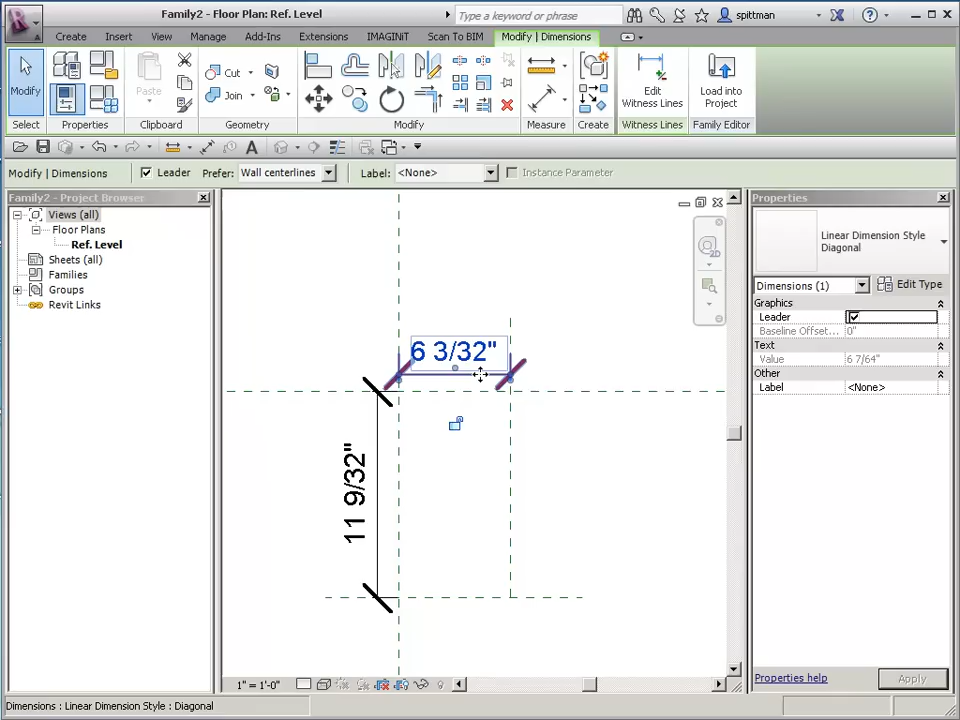 Family2 - Floor Plan: Ref. Level
Type a keyword or phrase
spittman
Create
Insert
View
Manage
Add-Ins
Extensions
IMAGINiT
Scan To BIM
Modify | Dimensions
Modify
Paste
Cut
Join
Edit
Witness Lines
Load into
Project
Select
Properties
Clipboard
Geometry
Modify
Measure
Create
Witness Lines
Family Editor
Modify | Dimensions
Leader
Prefer:
Wall centerlines
Label:
<None>
Instance Parameter
Family2 - Project Browser
Views (all)
Floor Plans
Ref. Level
Sheets (all)
Families
Groups
Revit Links
2D
6 3/32"
11 9/32"
Properties
Linear Dimension Style
Diagonal
Dimensions (1)
Edit Type
Graphics
Leader
Baseline Offset...
0"
Text
Value
6 7/64"
Other
Label
<None>
Properties help
Apply
1" = 1'-0"
Dimensions : Linear Dimension Style : Diagonal